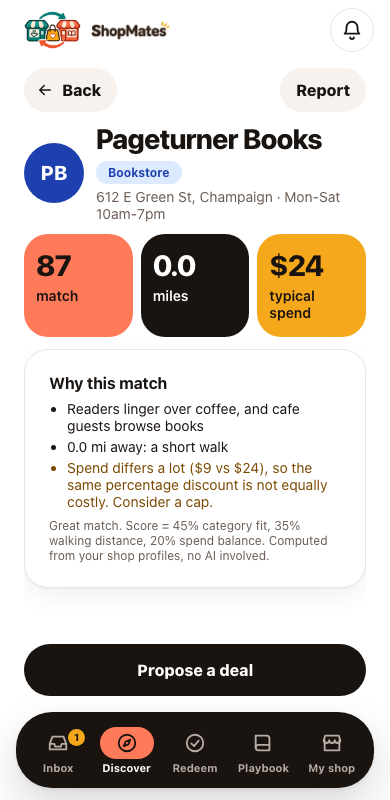 ShopMates
← Back
Report
Pageturner Books
PB
Bookstore
612 E Green St, Champaign · Mon-Sat
10am-7pm
87
match
0.0
miles
$24
typical
spend
Why this match
• Readers linger over coffee, and cafe
guests browse books
• 0.0 mi away: a short walk
• Spend differs a lot ($9 vs $24), so the
same percentage discount is not equally
costly. Consider a cap.
Great match. Score = 45% category fit, 35%
walking distance, 20% spend balance. Computed
from your shop profiles, no AI involved.
Propose a deal
1
Inbox
Discover
Redeem
Playbook
My shop